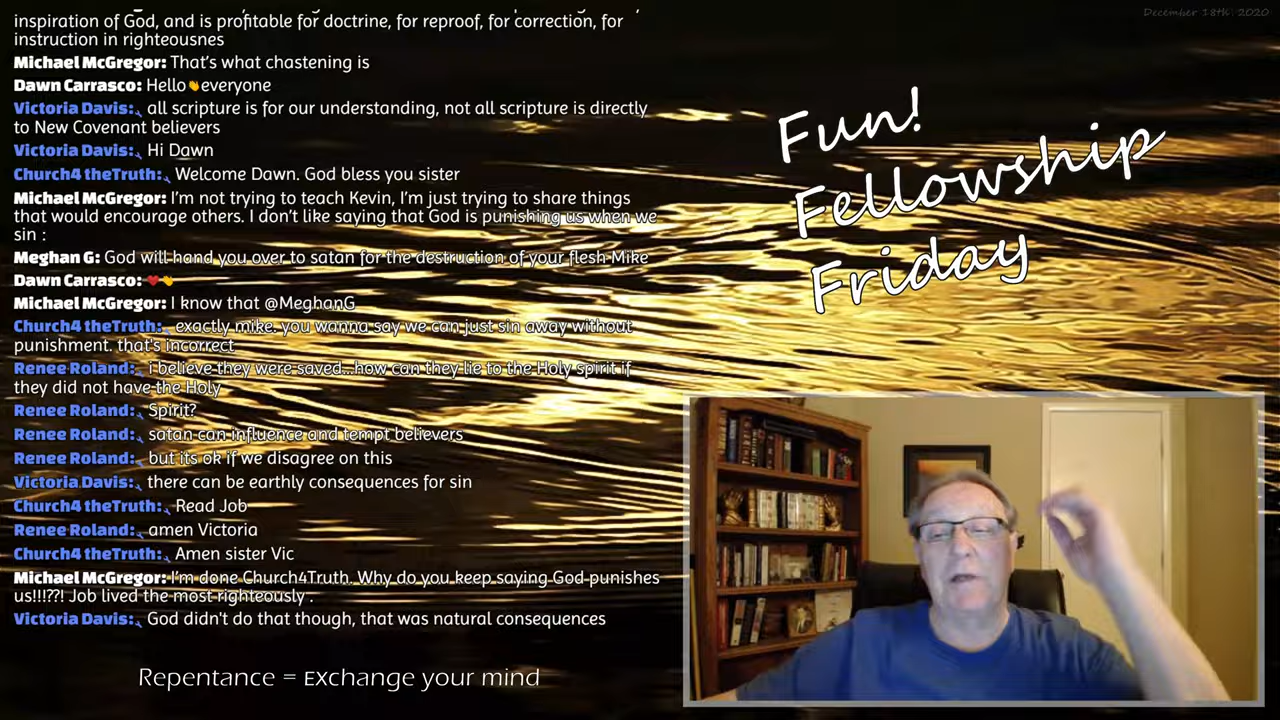 inspiration of God, and is profitable for doctrine, for reproof, for correction, for
instruction in righteousnes
Michael McGregor: That's what chastening is
Dawn Carrasco: Hello👏everyone
Victoria Davis: all scripture is for our understanding, not all scripture is directly
to New Covenant believers
Victoria Davis: Hi Dawn
Church4 theTruth: Welcome Dawn. God bless you sister
Michael McGregor: I'm not trying to teach Kevin, I'm just trying to share things
that would encourage others. I don't like saying that God is punishing us when we
sin :
Meghan G: God will hand you over to satan for the destruction of your flesh Mike
Dawn Carrasco: ❤👏
Michael McGregor: I know that @MeghanG
Church4 theTruth: exactly mike. you wanna say we can just sin away without
punishment. that's incorrect
Renee Roland: i believe they were saved...how can they lie to the Holy spirit if
they did not have the Holy
Renee Roland: Spirit?
Renee Roland: satan can influence and tempt believers
Renee Roland: but its ok if we disagree on this
Victoria Davis: there can be earthly consequences for sin
Church4 theTruth: Read Job
Renee Roland: amen Victoria
Church4 theTruth: Amen sister Vic
Michael McGregor: I'm done Church4Truth. Why do you keep saying God punishes
us!!!??! Job lived the most righteously .
Victoria Davis: God didn't do that though, that was natural consequences
Repentance = Exchange your mind
December 18th 2020
Fun!
Fellowship
Friday